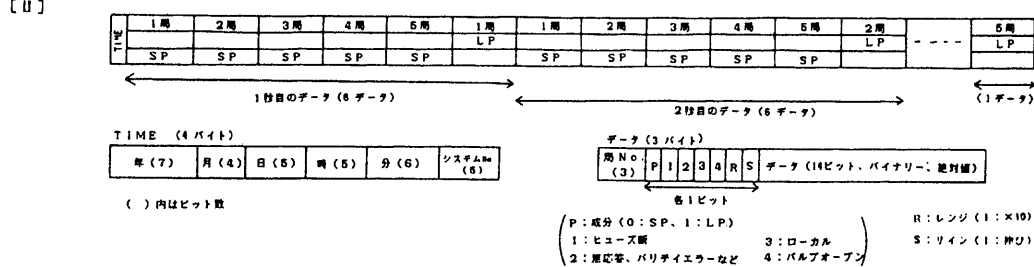 [ロ]
TIME 1局 2局 3局 4局 5局 1局 1局 2局 3局 4局 5局 2局 5局
LP LP ---- LP
SP SP SP SP SP SP SP SP SP SP
1秒目のデータ(6データ)
2秒目のデータ(6データ)
(1データ)
TIME (4バイト)
年(7) 月(4) 日(5) 時(5) 分(6) システムNo (5)
( )内はビット数
データ(3バイト)
局No. (3) P 1 2 3 4 R S データ(14ビット、バイナリー、絶対値)
各1ビット
P:成分(0:SP、1:LP)
1:ヒューズ断 3:ローカル
2:無応答、パリティエラーなど 4:バルブオープン
R:レンジ(1:×10)
S:サイン(1:伸び)